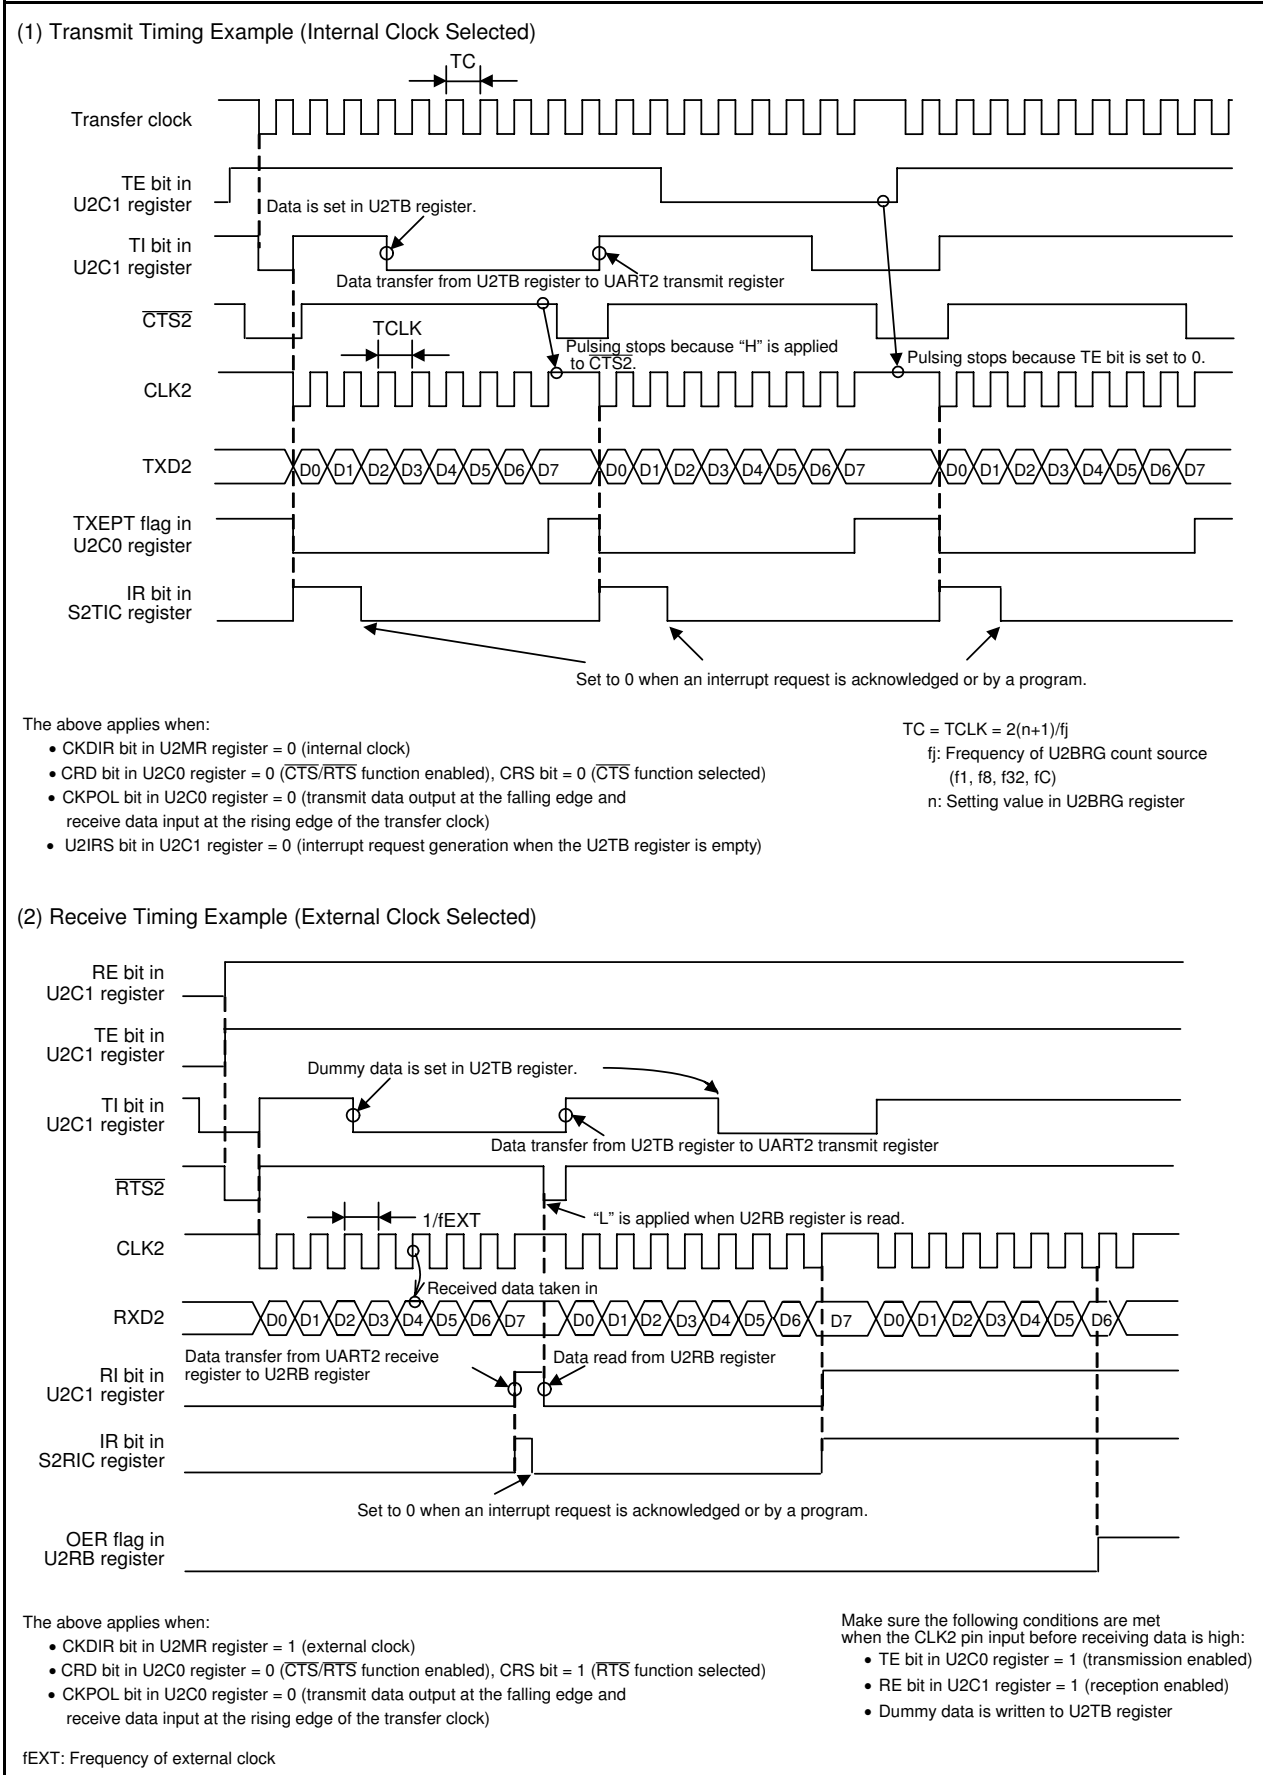 (1) Transmit Timing Example (Internal Clock Selected)
TC
Transfer clock
TE bit in
U2C1 register
Data is set in U2TB register.
TI bit in
U2C1 register
Data transfer from U2TB register to UART2 transmit register
CTS2
TCLK
Pulsing stops because “H” is applied
to CTS2.
Pulsing stops because TE bit is set to 0.
CLK2
TXD2
D0 D1 D2 D3 D4 D5 D6 D7 D0 D1 D2 D3 D4 D5 D6 D7 D0 D1 D2 D3 D4 D5 D6 D7
TXEPT flag in
U2C0 register
IR bit in
S2TIC register
Set to 0 when an interrupt request is acknowledged or by a program.
The above applies when:
• CKDIR bit in U2MR register = 0 (internal clock)
• CRD bit in U2C0 register = 0 (CTS/RTS function enabled), CRS bit = 0 (CTS function selected)
• CKPOL bit in U2C0 register = 0 (transmit data output at the falling edge and
receive data input at the rising edge of the transfer clock)
• U2IRS bit in U2C1 register = 0 (interrupt request generation when the U2TB register is empty)
TC = TCLK = 2(n+1)/fj
fj: Frequency of U2BRG count source
(f1, f8, f32, fC)
n: Setting value in U2BRG register
(2) Receive Timing Example (External Clock Selected)
RE bit in
U2C1 register
TE bit in
U2C1 register
Dummy data is set in U2TB register.
TI bit in
U2C1 register
Data transfer from U2TB register to UART2 transmit register
RTS2
1/fEXT
“L” is applied when U2RB register is read.
CLK2
Received data taken in
RXD2
D0 D1 D2 D3 D4 D5 D6 D7 D0 D1 D2 D3 D4 D5 D6 D7 D0 D1 D2 D3 D4 D5 D6
Data transfer from UART2 receive
register to U2RB register
Data read from U2RB register
RI bit in
U2C1 register
IR bit in
S2RIC register
Set to 0 when an interrupt request is acknowledged or by a program.
OER flag in
U2RB register
The above applies when:
• CKDIR bit in U2MR register = 1 (external clock)
• CRD bit in U2C0 register = 0 (CTS/RTS function enabled), CRS bit = 1 (RTS function selected)
• CKPOL bit in U2C0 register = 0 (transmit data output at the falling edge and
receive data input at the rising edge of the transfer clock)
Make sure the following conditions are met
when the CLK2 pin input before receiving data is high:
• TE bit in U2C0 register = 1 (transmission enabled)
• RE bit in U2C1 register = 1 (reception enabled)
• Dummy data is written to U2TB register
fEXT: Frequency of external clock